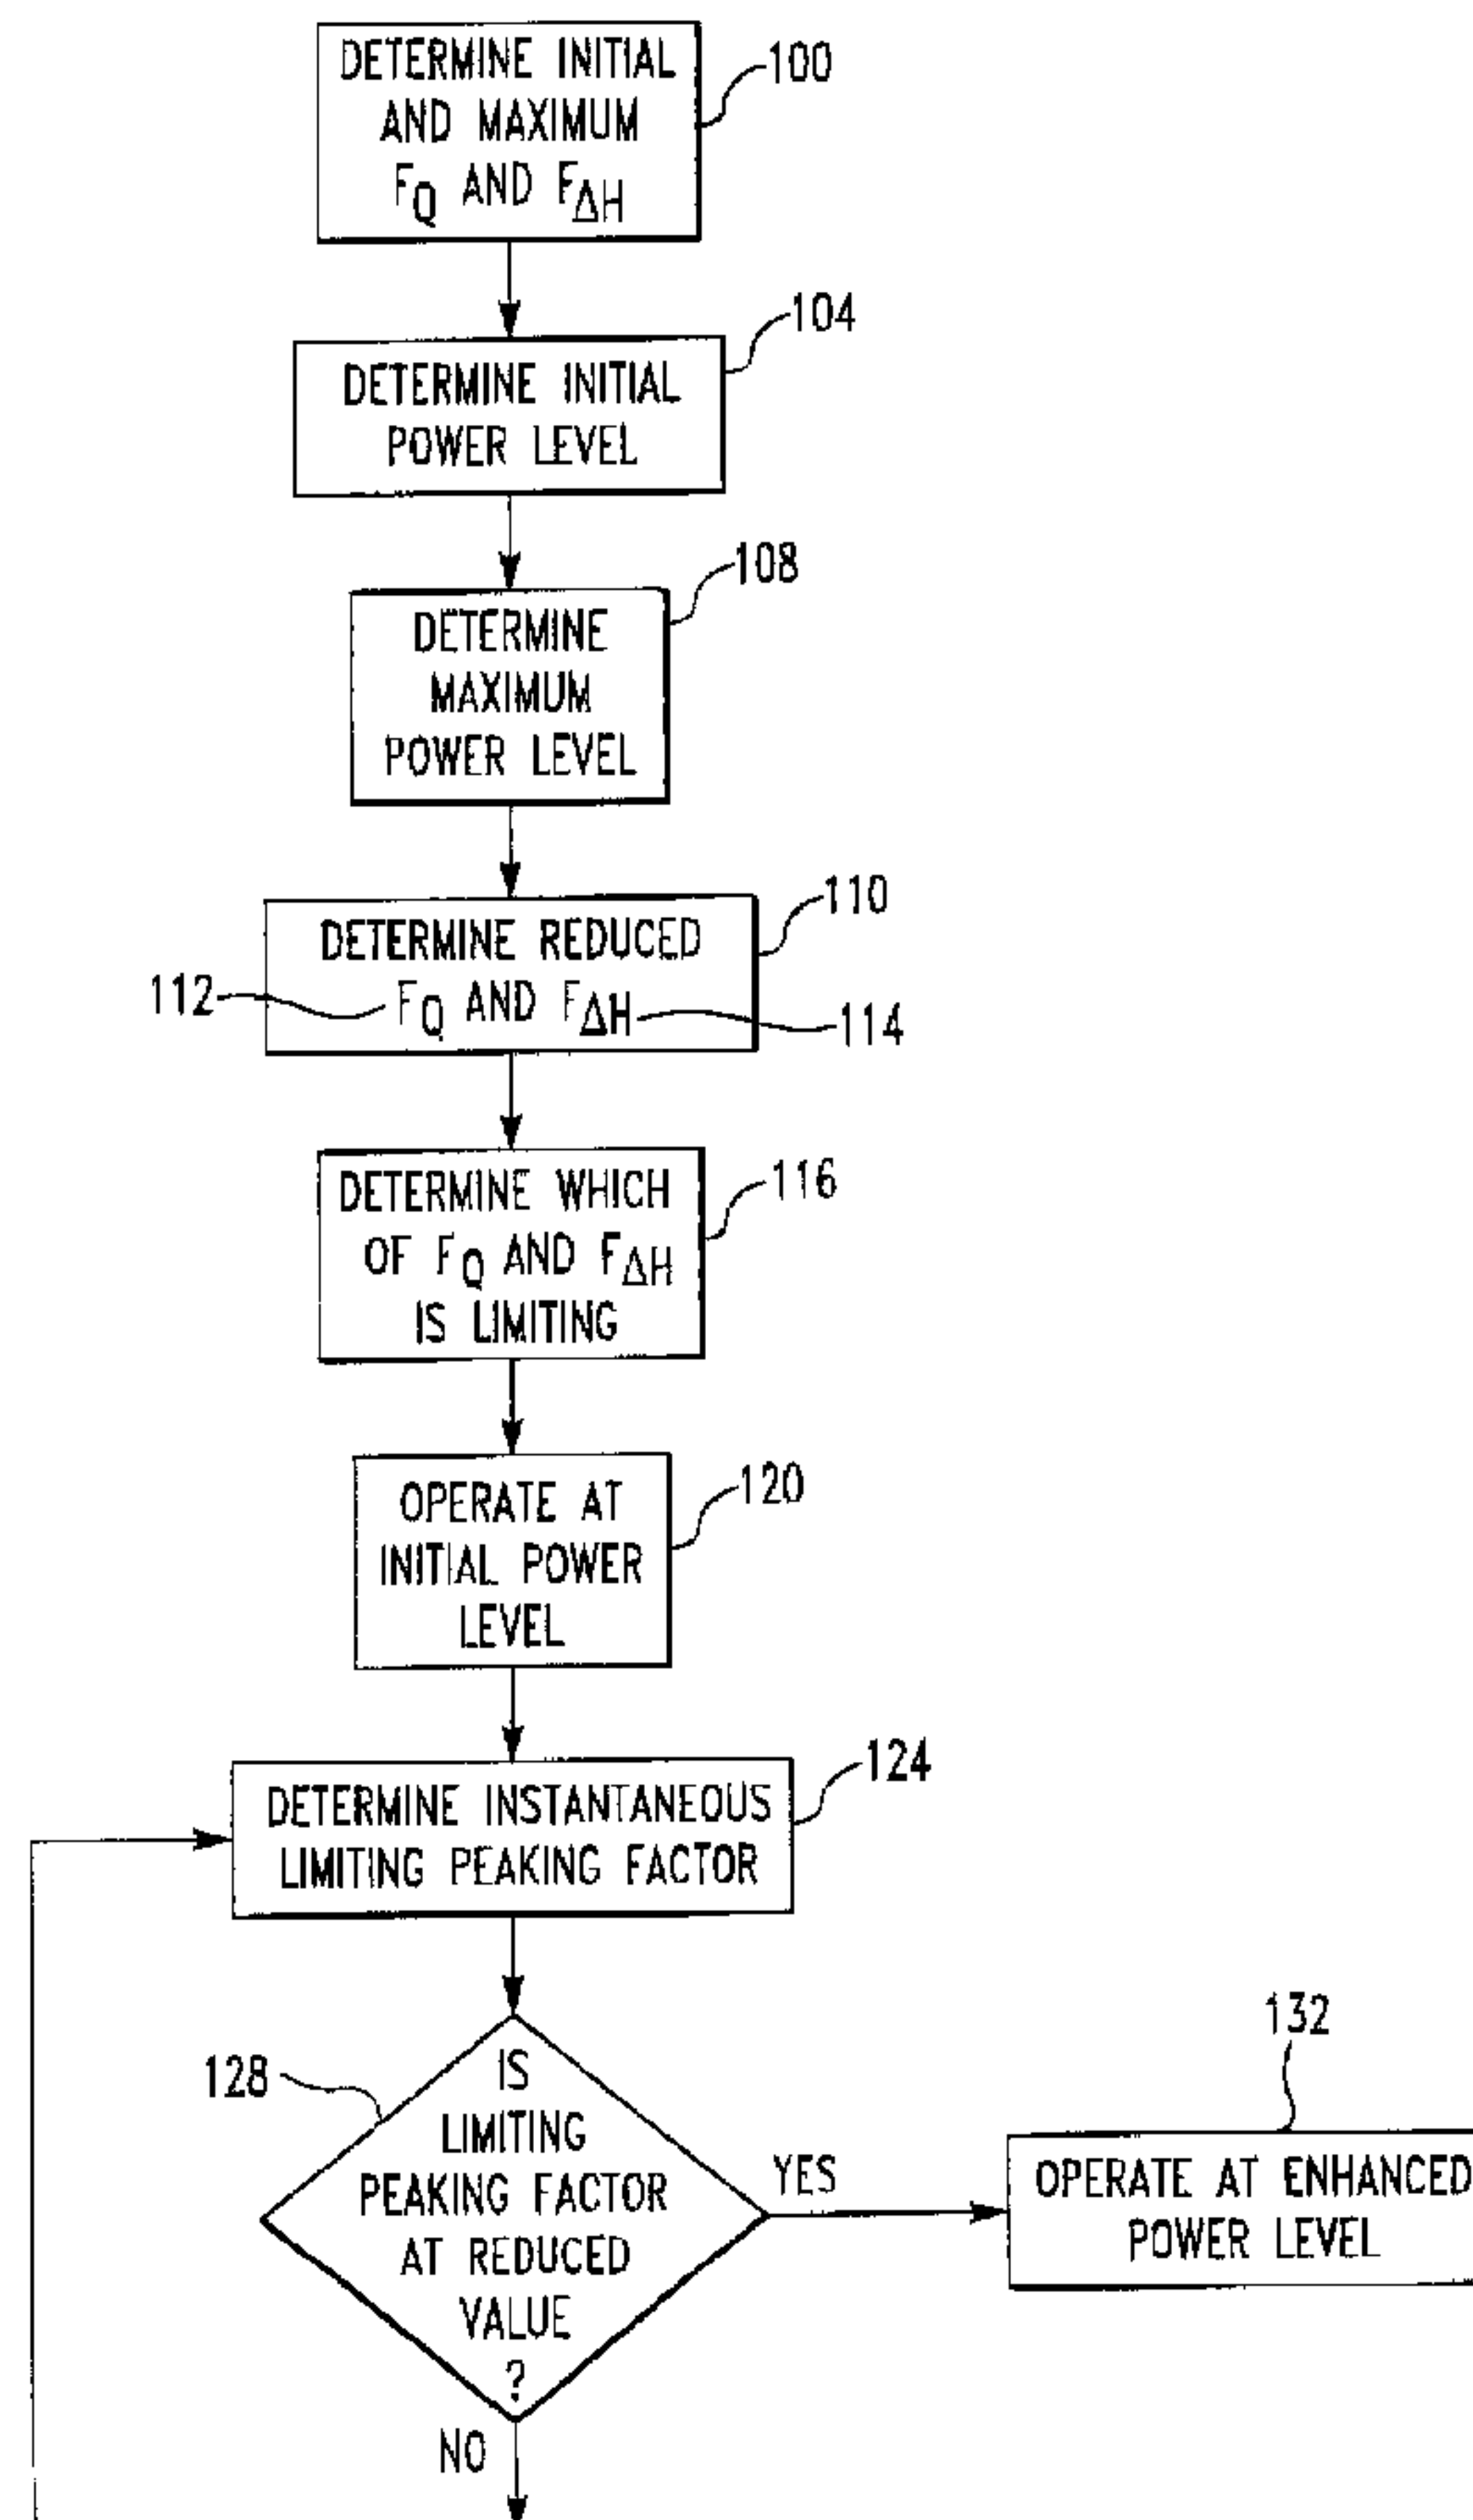 DETERMINE INITIAL
AND MAXIMUM
FQ AND FΔH
100
DETERMINE INITIAL
POWER LEVEL
104
DETERMINE
MAXIMUM
POWER LEVEL
108
DETERMINE REDUCED
FQ AND FΔH
110
112
114
DETERMINE WHICH
OF FQ AND FΔH
IS LIMITING
116
OPERATE AT
INITIAL POWER
LEVEL
120
DETERMINE INSTANTANEOUS
LIMITING PEAKING FACTOR
124
IS
LIMITING
PEAKING FACTOR
AT REDUCED
VALUE
?
128
YES
132
OPERATE AT ENHANCED
POWER LEVEL
NO